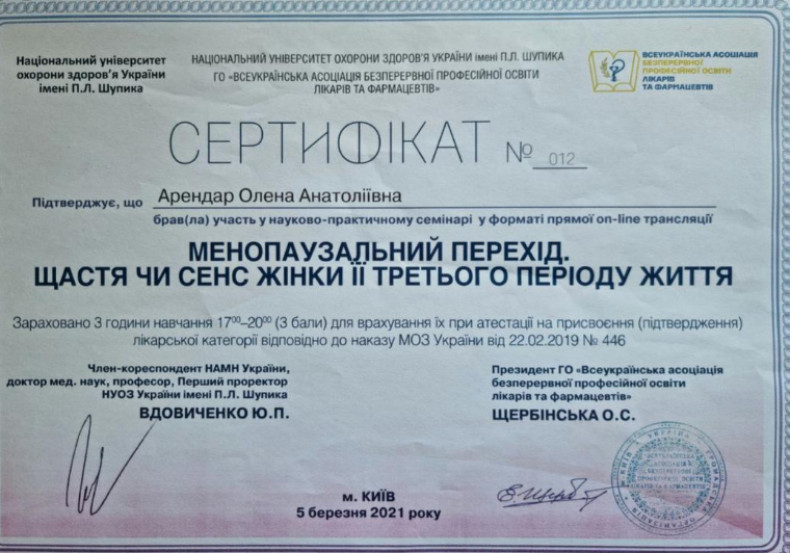 Національний університет
охорони здоров'я України
імені П.Л. Шупика
НАЦІОНАЛЬНИЙ УНІВЕРСИТЕТ ОХОРОНИ ЗДОРОВ'Я УКРАЇНИ імені П.Л. ШУПИКА
ГО «ВСЕУКРАЇНСЬКА АСОЦІАЦІЯ БЕЗПЕРЕРВНОЇ ПРОФЕСІЙНОЇ ОСВІТИ
ЛІКАРІВ ТА ФАРМАЦЕВТІВ»
ВСЕУКРАЇНСЬКА АСОЦІАЦІЯ
БЕЗПЕРЕРВНОЇ
ПРОФЕСІЙНОЇ ОСВІТИ
ЛІКАРІВ
ТА ФАРМАЦЕВТІВ
СЕРТИФІКАТ № 012
Підтверджує, що Арендар Олена Анатоліївна
брав(ла) участь у науково-практичному семінарі у форматі прямої on-line трансляції
МЕНОПАУЗАЛЬНИЙ ПЕРЕХІД.
ЩАСТЯ ЧИ СЕНС ЖІНКИ ЇЇ ТРЕТЬОГО ПЕРІОДУ ЖИТТЯ
Зараховано 3 години навчання 17⁰⁰–20⁰⁰ (3 бали) для врахування їх при атестації на присвоєння (підтвердження)
лікарської категорії відповідно до наказу МОЗ України від 22.02.2019 № 446
Член-кореспондент НАМН України,
доктор мед. наук, професор, Перший проректор
НУОЗ України імені П.Л. Шупика
ВДОВИЧЕНКО Ю.П.
Президент ГО «Всеукраїнська асоціація
безперервної професійної освіти
лікарів та фармацевтів»
ЩЕРБІНСЬКА О.С.
м. КИЇВ
5 березня 2021 року